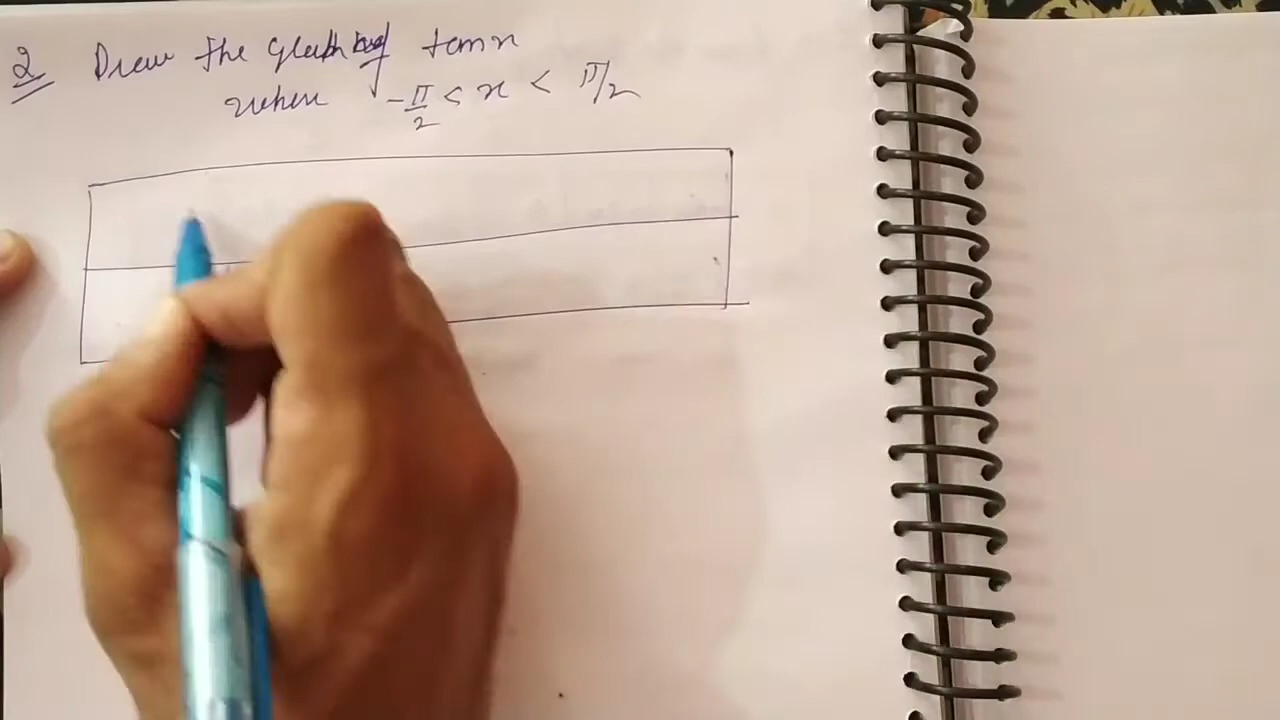 2 Draw the graph of tan x
when -π/2 < x < π/2